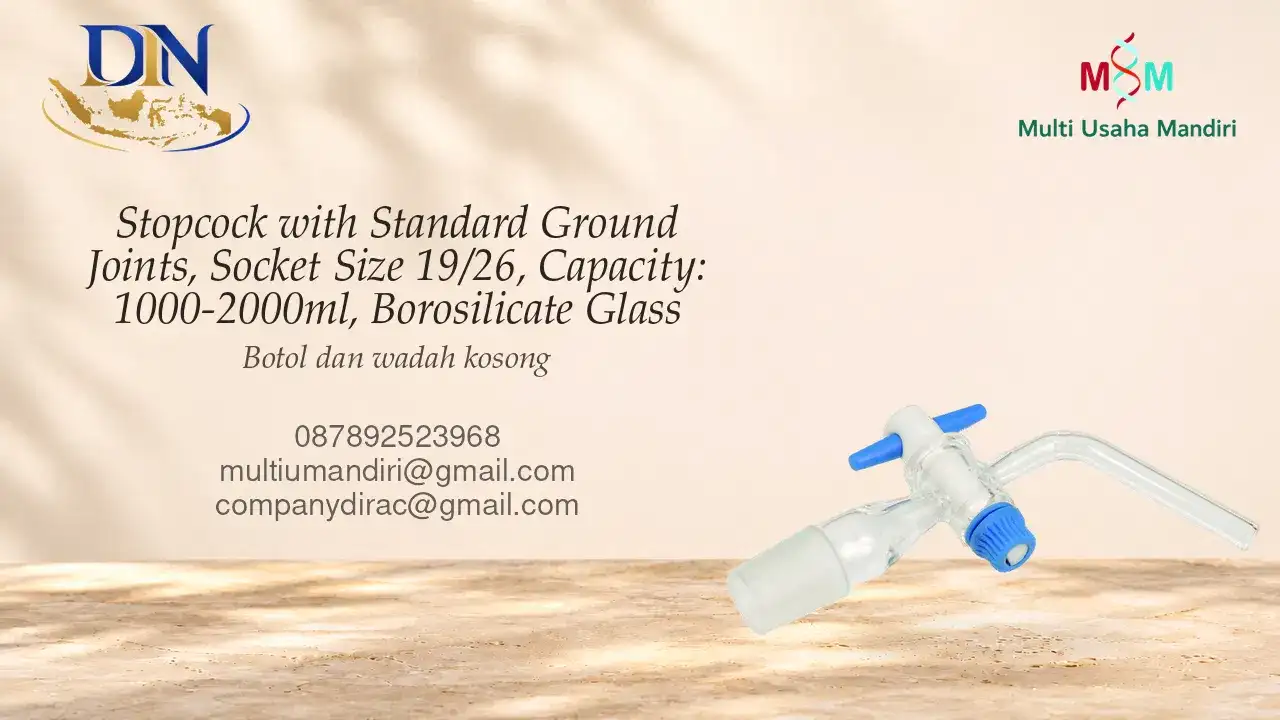 DIN
MSM
Multi Usaha Mandiri
Stopcock with Standard Ground
Joints, Socket Size 19/26, Capacity:
1000-2000ml, Borosilicate Glass
Botol dan wadah kosong
087892523968
multiumandiri@gmail.com
companydirac@gmail.com